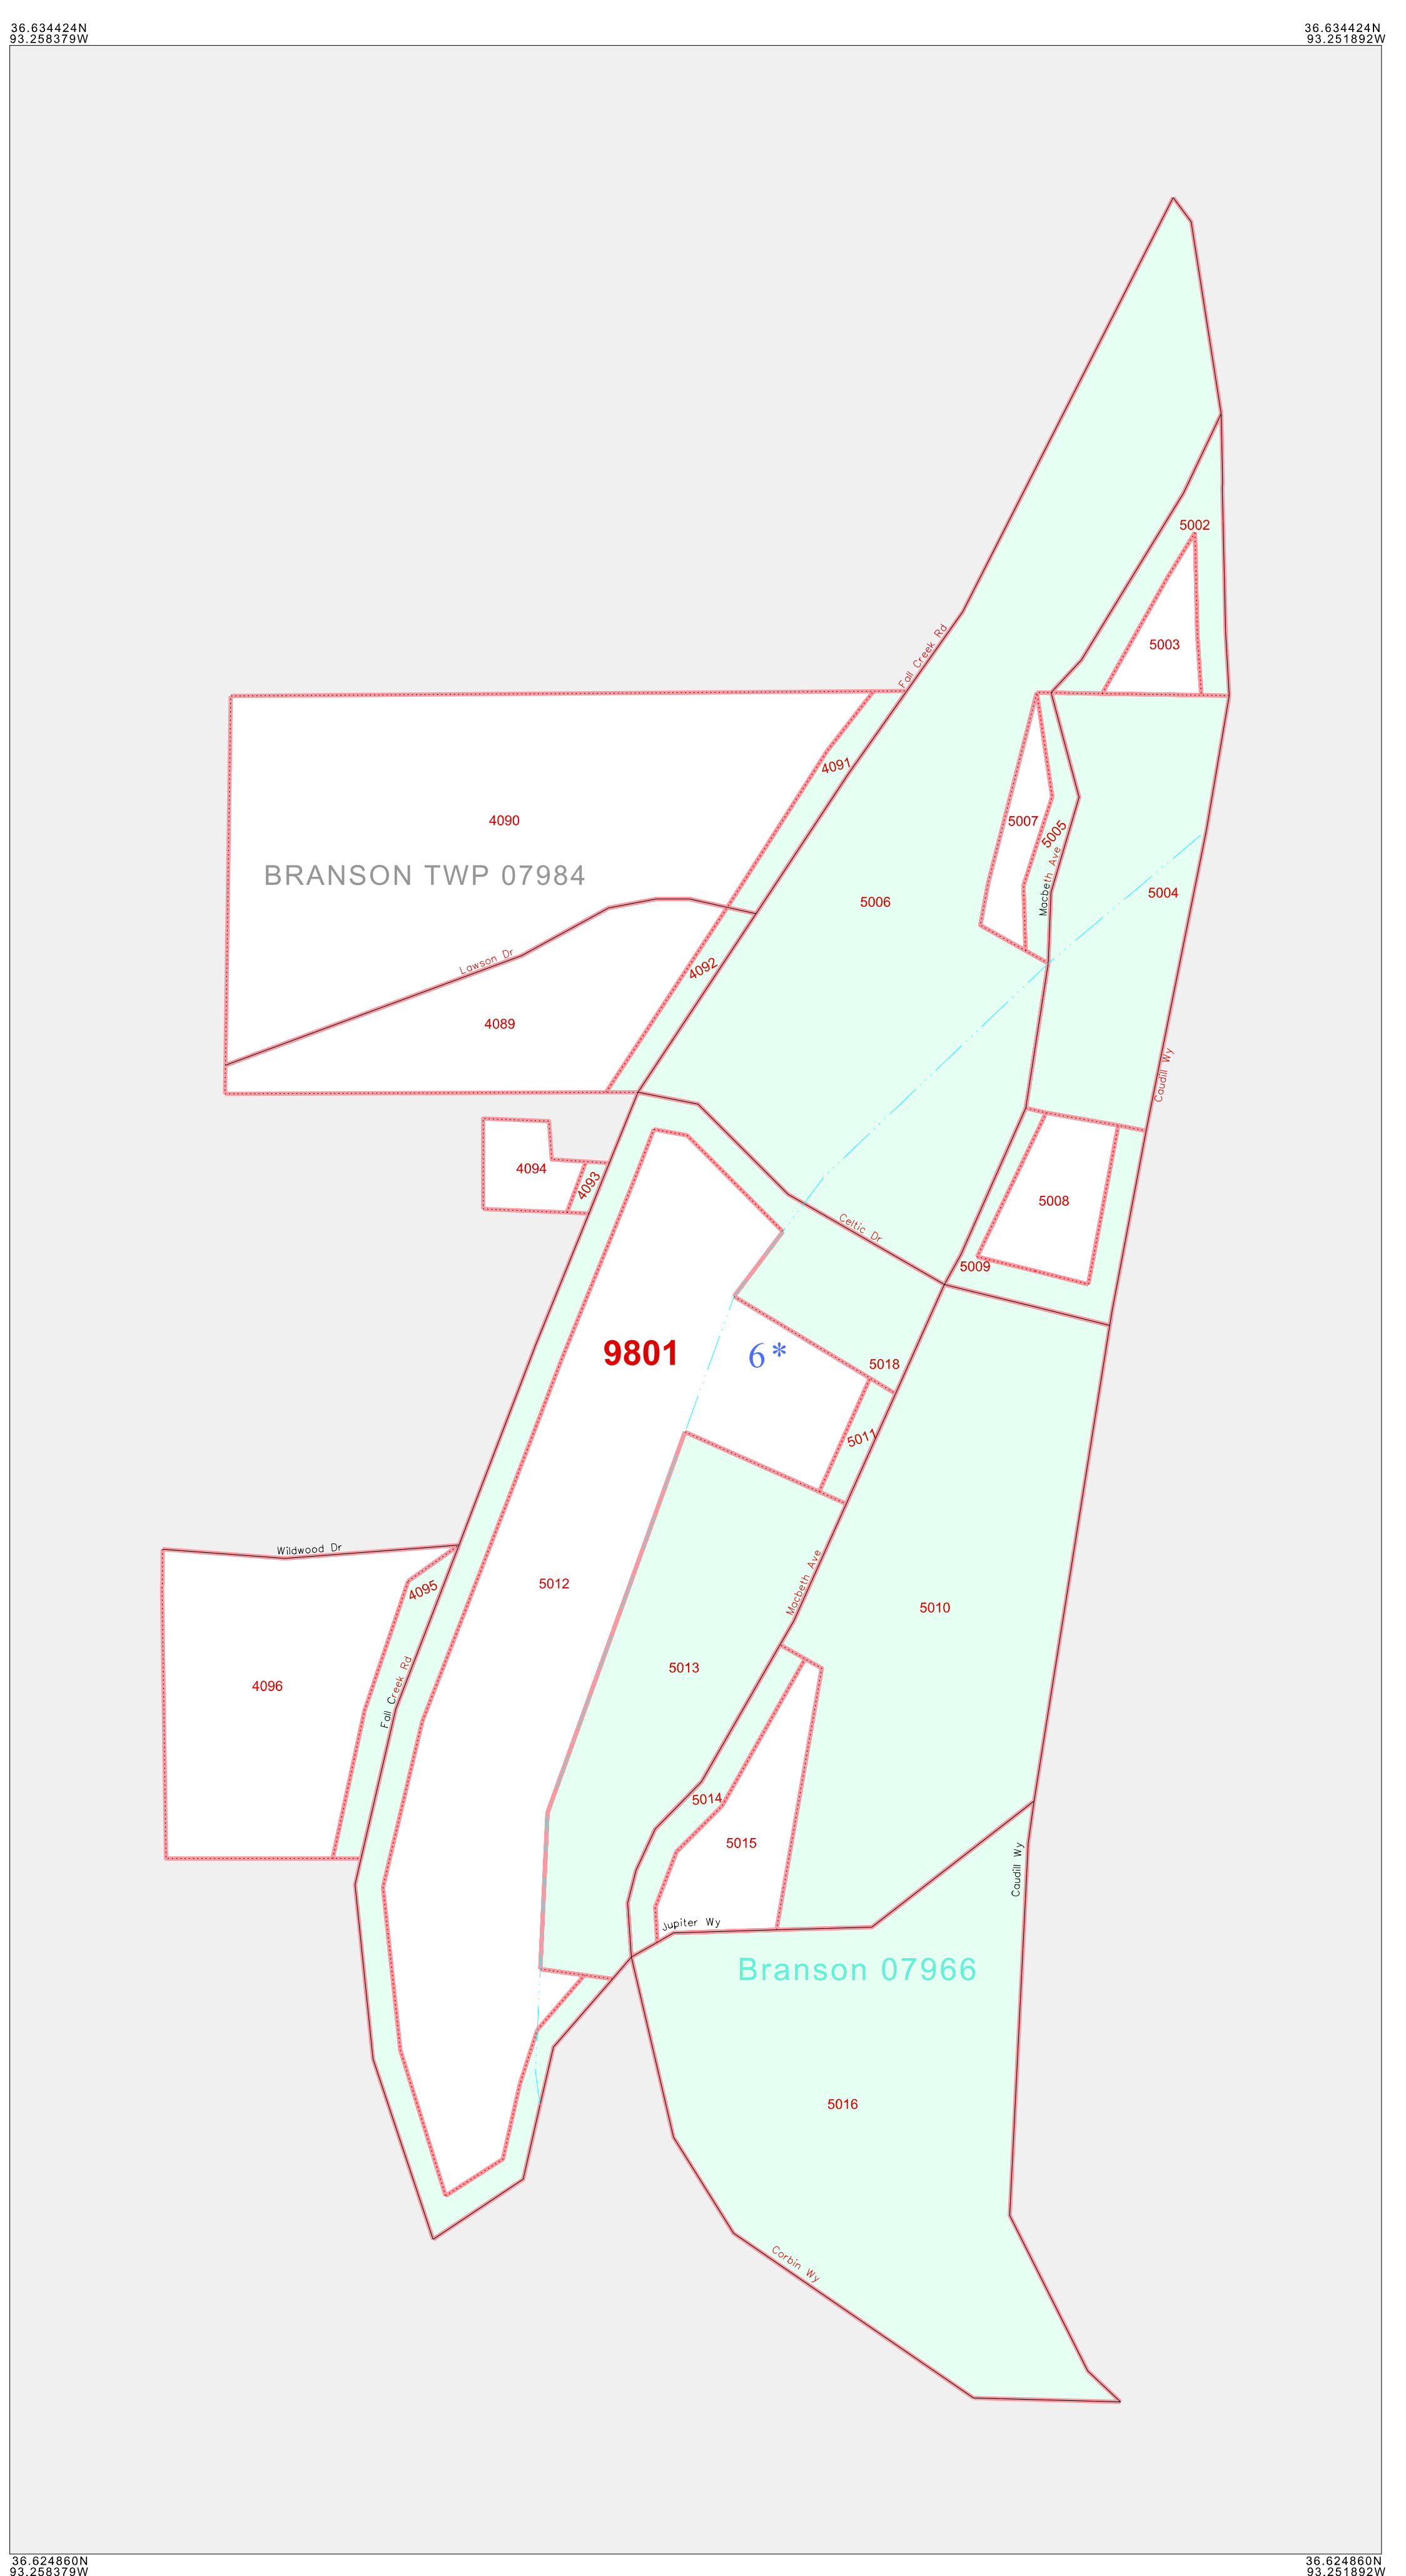 36.634424N
93.258379W
36.634424N
93.251892W
5002
5003
Fall Creek Rd
4091
4090
5007
5005
BRANSON TWP 07984
Macbeth Ave
5004
5006
Lawson Dr
4092
4089
Caudill Wy
4094
4093
5008
Celtic Dr
5009
9801
6*
5018
5011
Wildwood Dr
4095
5012
Macbeth Ave
5010
5013
4096
Fall Creek Rd
5014
5015
Caudill Wy
Jupiter Wy
Branson 07966
5016
Corbin Wy
36.624860N
93.258379W
36.624860N
93.251892W